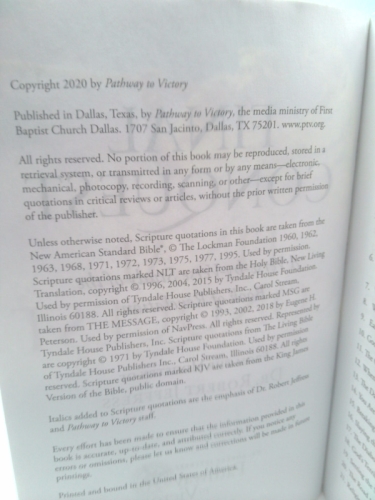 Copyright 2020 by Pathway to Victory
Published in Dallas, Texas, by Pathway to Victory, the media ministry of First
Baptist Church Dallas. 1707 San Jacinto, Dallas, TX 75201. www.ptv.org.
All rights reserved. No portion of this book may be reproduced, stored in a
retrieval system, or transmitted in any form or by any means—electronic,
mechanical, photocopy, recording, scanning, or other—except for brief
quotations in critical reviews or articles, without the prior written permission
of the publisher.
Unless otherwise noted, Scripture quotations in this book are taken from the
New American Standard Bible®, © The Lockman Foundation 1960, 1962,
1963, 1968, 1971, 1972, 1973, 1975, 1977, 1995. Used by permission.
Scripture quotations marked NLT are taken from the Holy Bible, New Living
Translation, copyright © 1996, 2004, 2015 by Tyndale House Foundation.
Used by permission of Tyndale House Publishers, Inc., Carol Stream,
Illinois 60188. All rights reserved. Scripture quotations marked MSG are
taken from THE MESSAGE, copyright © 1993, 2002, 2018 by Eugene H.
Peterson. Used by permission of NavPress. All rights reserved. Represented by
Tyndale House Publishers, Inc. Scripture quotations from The Living Bible
are copyright © 1971 by Tyndale House Foundation. Used by permission
of Tyndale House Publishers Inc., Carol Stream, Illinois 60188. All rights
reserved. Scripture quotations marked KJV are taken from the King James
Version of the Bible, public domain.
Italics added to Scripture quotations are the emphasis of Dr. Robert Jeffress
and Pathway to Victory staff.
Every effort has been made to ensure that the information provided in this
book is accurate, up-to-date, and attributed correctly. If you notice any
errors or omissions, please let us know and corrections will be made in future
printings.
Printed and bound in the United States of America.